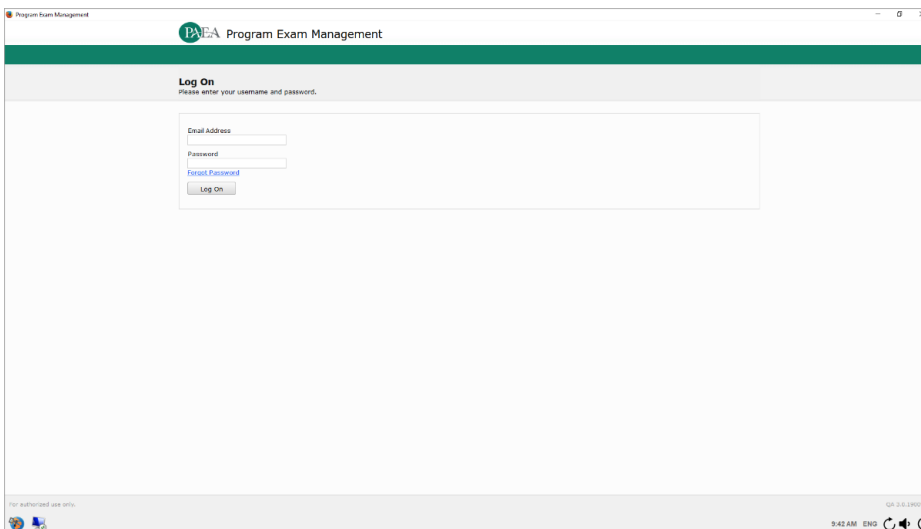 Program Exam Management
PAEA Program Exam Management
Log On
Please enter your username and password.
Email Address
Password
Forgot Password
Log On
For authorized use only.
9:42 AM ENG